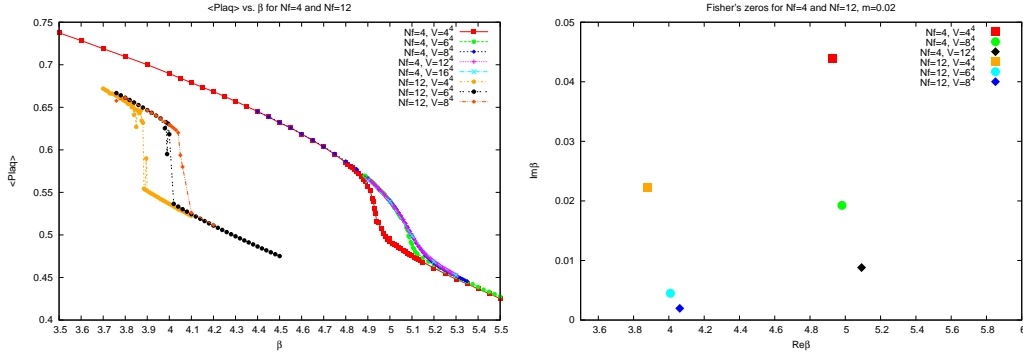 <Plaq> vs. β for Nf=4 and Nf=12
0.75
0.7
0.65
0.6
0.55
0.5
0.45
0.4
<Plaq>
Nf=4, V=4^4
Nf=4, V=6^4
Nf=4, V=8^4
Nf=4, V=12^4
Nf=4, V=16^4
Nf=12, V=4^4
Nf=12, V=6^4
Nf=12, V=8^4
3.5 3.6 3.7 3.8 3.9 4 4.1 4.2 4.3 4.4 4.5 4.6 4.7 4.8 4.9 5 5.1 5.2 5.3 5.4 5.5
β
Fisher's zeros for Nf=4 and Nf=12, m=0.02
0.05
0.04
0.03
0.02
0.01
0
Imβ
Nf=4, V=4^4
Nf=4, V=8^4
Nf=4, V=12^4
Nf=12, V=4^4
Nf=12, V=6^4
Nf=12, V=8^4
3.6 3.8 4 4.2 4.4 4.6 4.8 5 5.2 5.4 5.6 5.8 6
Reβ